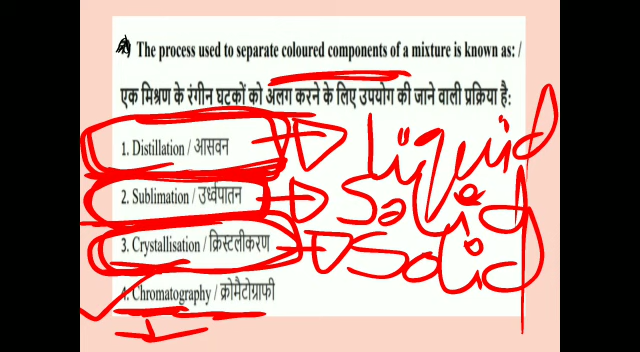 The process used to separate coloured components of a mixture is known as: /
एक मिश्रण के रंगीन घटकों को अलग करने के लिए उपयोग की जाने वाली प्रक्रिया है:
1. Distillation / आसवन
Liquid
2. Sublimation / उर्ध्वपातन
Solid
3. Crystallisation / क्रिस्टलीकरण
Solid
4. Chromatography / क्रोमैटोग्राफी